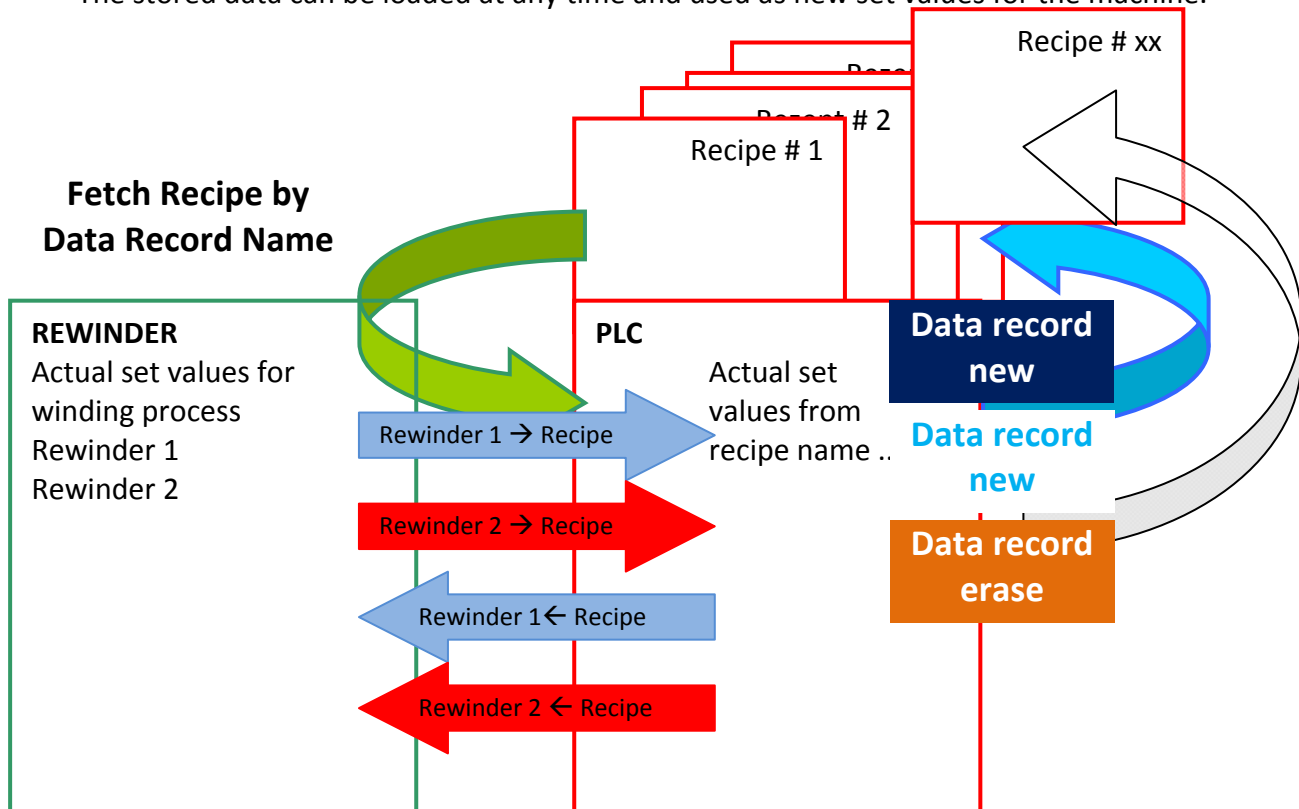 The stored data can be loaded at any time and used as new set values for the machine.
Recipe # xx
# 2
Recipe # 1
Fetch Recipe by
Data Record Name
REWINDER
Actual set values for
winding process
Rewinder 1
Rewinder 2
PLC
Actual set
values from
recipe name ..
Data record
new
Data record
new
Data record
erase
Rewinder 1 → Recipe
Rewinder 2 → Recipe
Rewinder 1← Recipe
Rewinder 2 ← Recipe